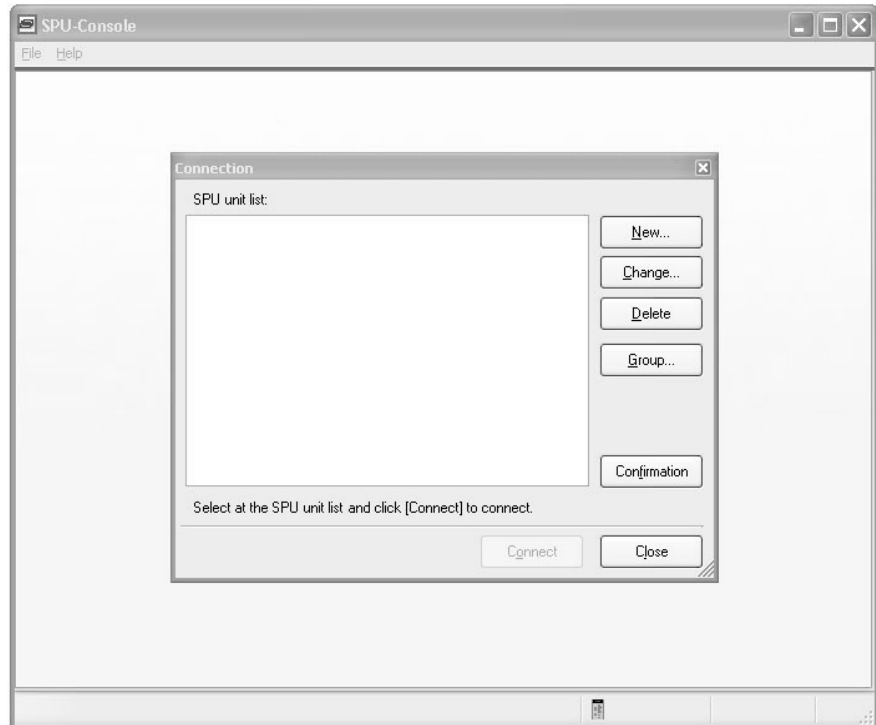 SPU-Console
File Help
Connection
SPU unit list:
New...
Change...
Delete
Group...
Confirmation
Select at the SPU unit list and click [Connect] to connect.
Connect
Close